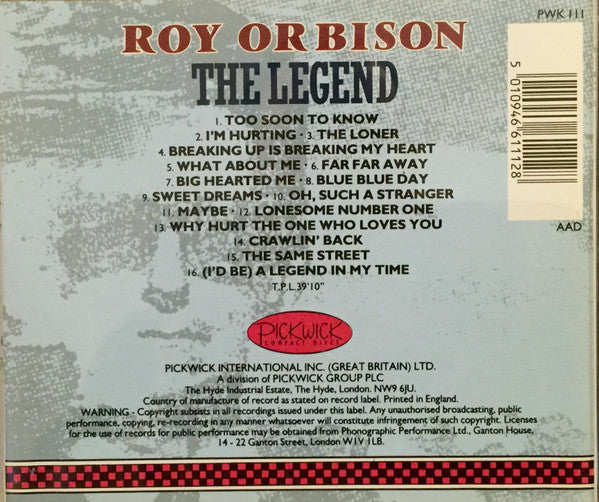 ROY ORBISON
PWK 111
THE LEGEND
5 010946 611128
1. TOO SOON TO KNOW
2. I'M HURTING · 3. THE LONER
4. BREAKING UP IS BREAKING MY HEART
5. WHAT ABOUT ME · 6. FAR FAR AWAY
7. BIG HEARTED ME · 8. BLUE BLUE DAY
9. SWEET DREAMS · 10. OH, SUCH A STRANGER
11. MAYBE · 12. LONESOME NUMBER ONE
13. WHY HURT THE ONE WHO LOVES YOU
14. CRAWLIN' BACK
15. THE SAME STREET
16. (I'D BE) A LEGEND IN MY TIME
T.P.L.39'10"
AAD
PICKWICK
COMPACT DISCS
PICKWICK INTERNATIONAL INC. (GREAT BRITAIN) LTD.
A division of PICKWICK GROUP PLC
The Hyde Industrial Estate, The Hyde, London. NW9 6JU.
Country of manufacture of record as stated on record label. Printed in England.
WARNING - Copyright subsists in all recordings issued under this label. Any unauthorised broadcasting, public
performance, copying, re-recording in any manner whatsoever will constitute infringement of such copyright. Licenses
for the use of records for public performance may be obtained from Phonographic Performance Ltd., Ganton House,
14 - 22 Ganton Street, London W1V 1LB.